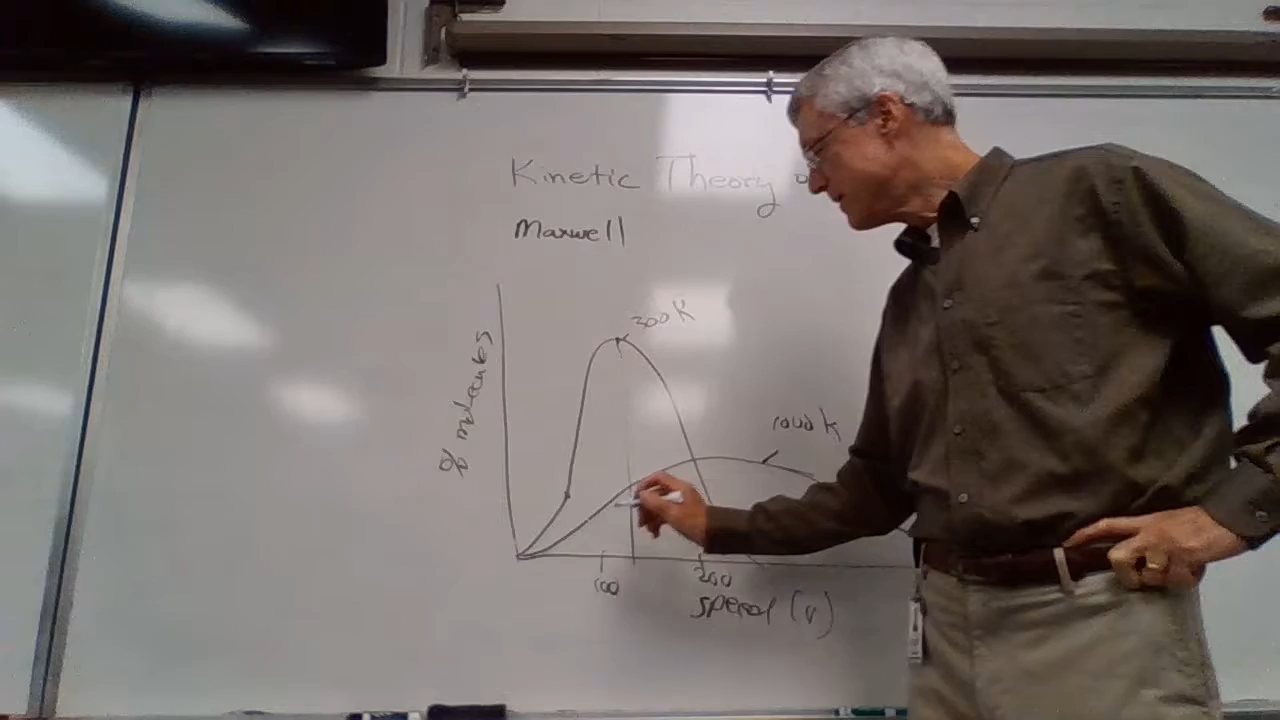 Kinetic Theory o
Maxwell
300 K
1000 K
% molecules
100
200
speed (v)